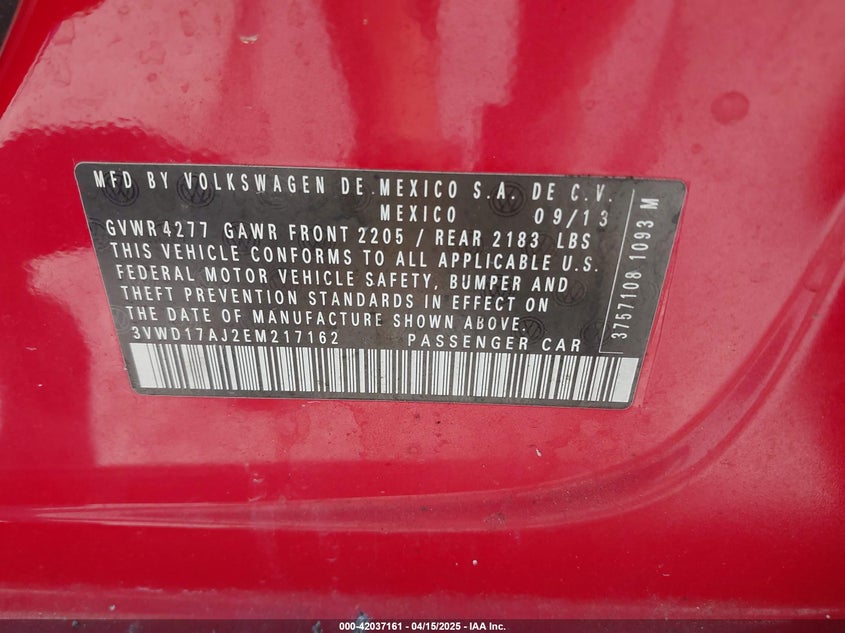 MFD BY VOLKSWAGEN DE MEXICO S.A. DE C.V.
MEXICO 09/13
GVWR 4277 GAWR FRONT 2205 / REAR 2183 LBS
THIS VEHICLE CONFORMS TO ALL APPLICABLE U.S.
FEDERAL MOTOR VEHICLE SAFETY, BUMPER AND
THEFT PREVENTION STANDARDS IN EFFECT ON
THE DATE OF MANUFACTURE SHOWN ABOVE.
3VWD17AJ2EM217162 PASSENGER CAR
3757108 1093 M
000-42037161 - 04/15/2025 - IAA Inc.